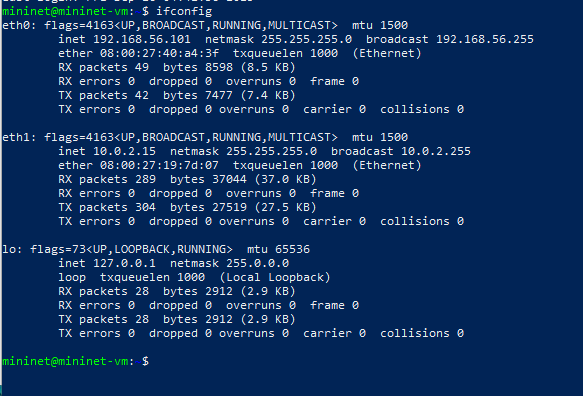 mininet@mininet-vm: $ ifconfig
eth0: flags=4163<UP,BROADCAST,RUNNING,MULTICAST>  mtu 1500
        inet 192.168.56.101  netmask 255.255.255.0  broadcast 192.168.56.255
        ether 08:00:27:40:a4:3f  txqueuelen 1000  (Ethernet)
        RX packets 49  bytes 8598 (8.5 KB)
        RX errors 0  dropped 0  overruns 0  frame 0
        TX packets 42  bytes 7477 (7.4 KB)
        TX errors 0  dropped 0 overruns 0  carrier 0  collisions 0

eth1: flags=4163<UP,BROADCAST,RUNNING,MULTICAST>  mtu 1500
        inet 10.0.2.15  netmask 255.255.255.0  broadcast 10.0.2.255
        ether 08:00:27:19:7d:07  txqueuelen 1000  (Ethernet)
        RX packets 289  bytes 37044 (37.0 KB)
        RX errors 0  dropped 0  overruns 0  frame 0
        TX packets 304  bytes 27519 (27.5 KB)
        TX errors 0  dropped 0 overruns 0  carrier 0  collisions 0

lo: flags=73<UP,LOOPBACK,RUNNING>  mtu 65536
        inet 127.0.0.1  netmask 255.0.0.0
        loop  txqueuelen 1000  (Local Loopback)
        RX packets 28  bytes 2912 (2.9 KB)
        RX errors 0  dropped 0  overruns 0  frame 0
        TX packets 28  bytes 2912 (2.9 KB)
        TX errors 0  dropped 0 overruns 0  carrier 0  collisions 0

mininet@mininet-vm: $